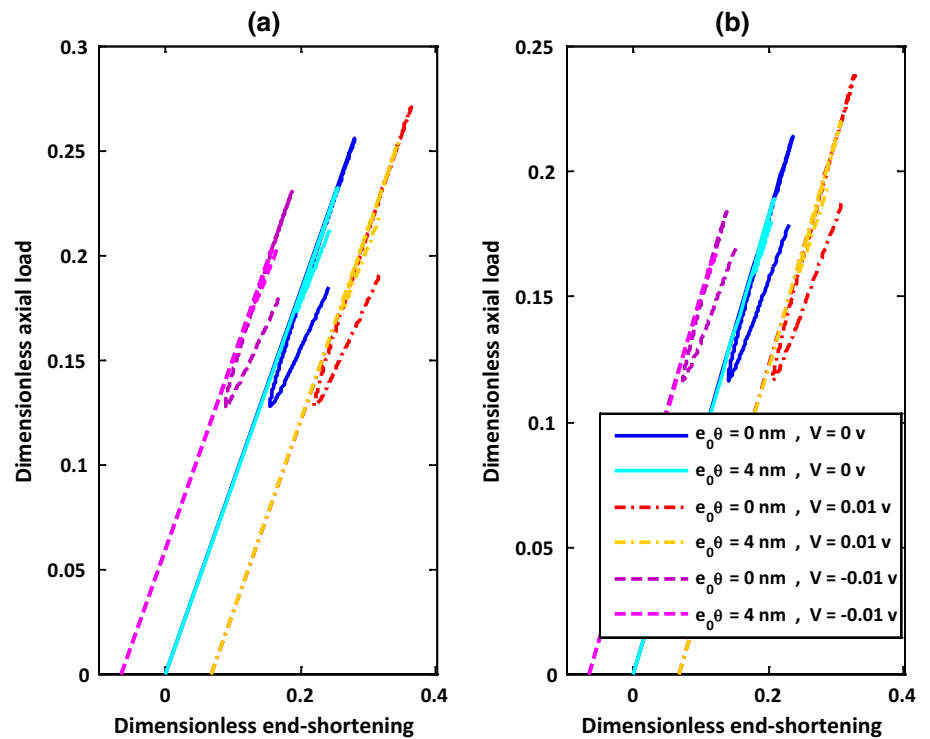 (a)
0.3
0.25
0.2
0.15
0.1
0.05
0
0
0.2
0.4
Dimensionless axial load
Dimensionless end-shortening
(b)
0.25
0.2
0.15
0.1
0.05
0
0
0.2
0.4
Dimensionless axial load
Dimensionless end-shortening
e₀θ = 0 nm , V = 0 v
e₀θ = 4 nm , V = 0 v
e₀θ = 0 nm , V = 0.01 v
e₀θ = 4 nm , V = 0.01 v
e₀θ = 0 nm , V = -0.01 v
e₀θ = 4 nm , V = -0.01 v